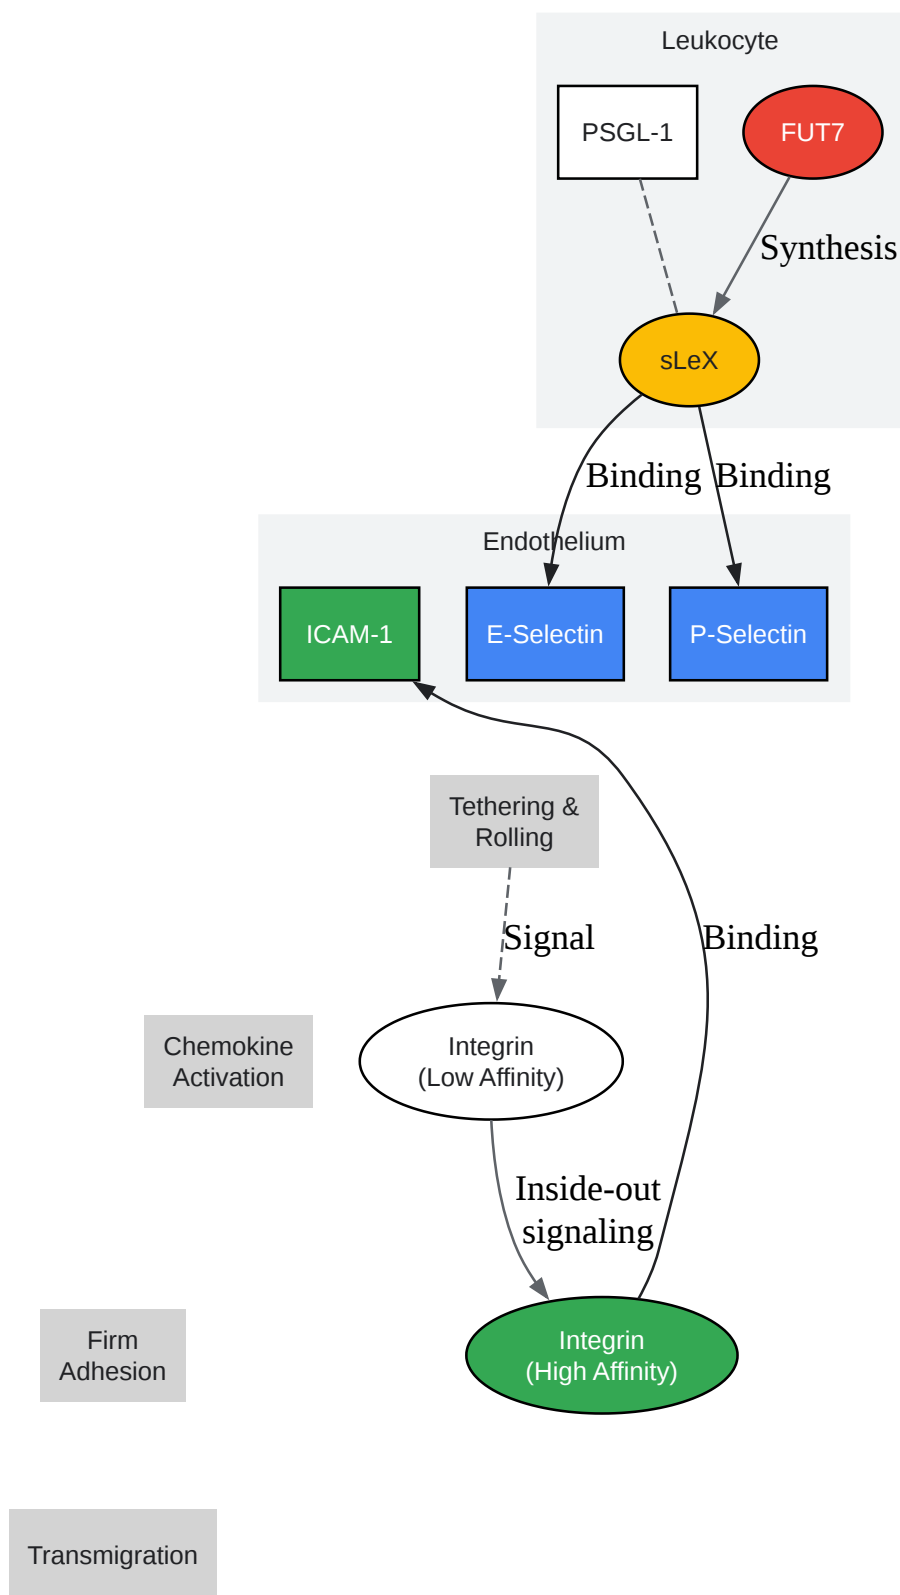 Leukocyte
PSGL-1
FUT7
Synthesis
sLeX
Binding
Binding
Endothelium
ICAM-1
E-Selectin
P-Selectin
Tethering &
Rolling
Signal
Binding
Chemokine
Activation
Integrin
(Low Affinity)
Inside-out
signaling
Firm
Adhesion
Integrin
(High Affinity)
Transmigration